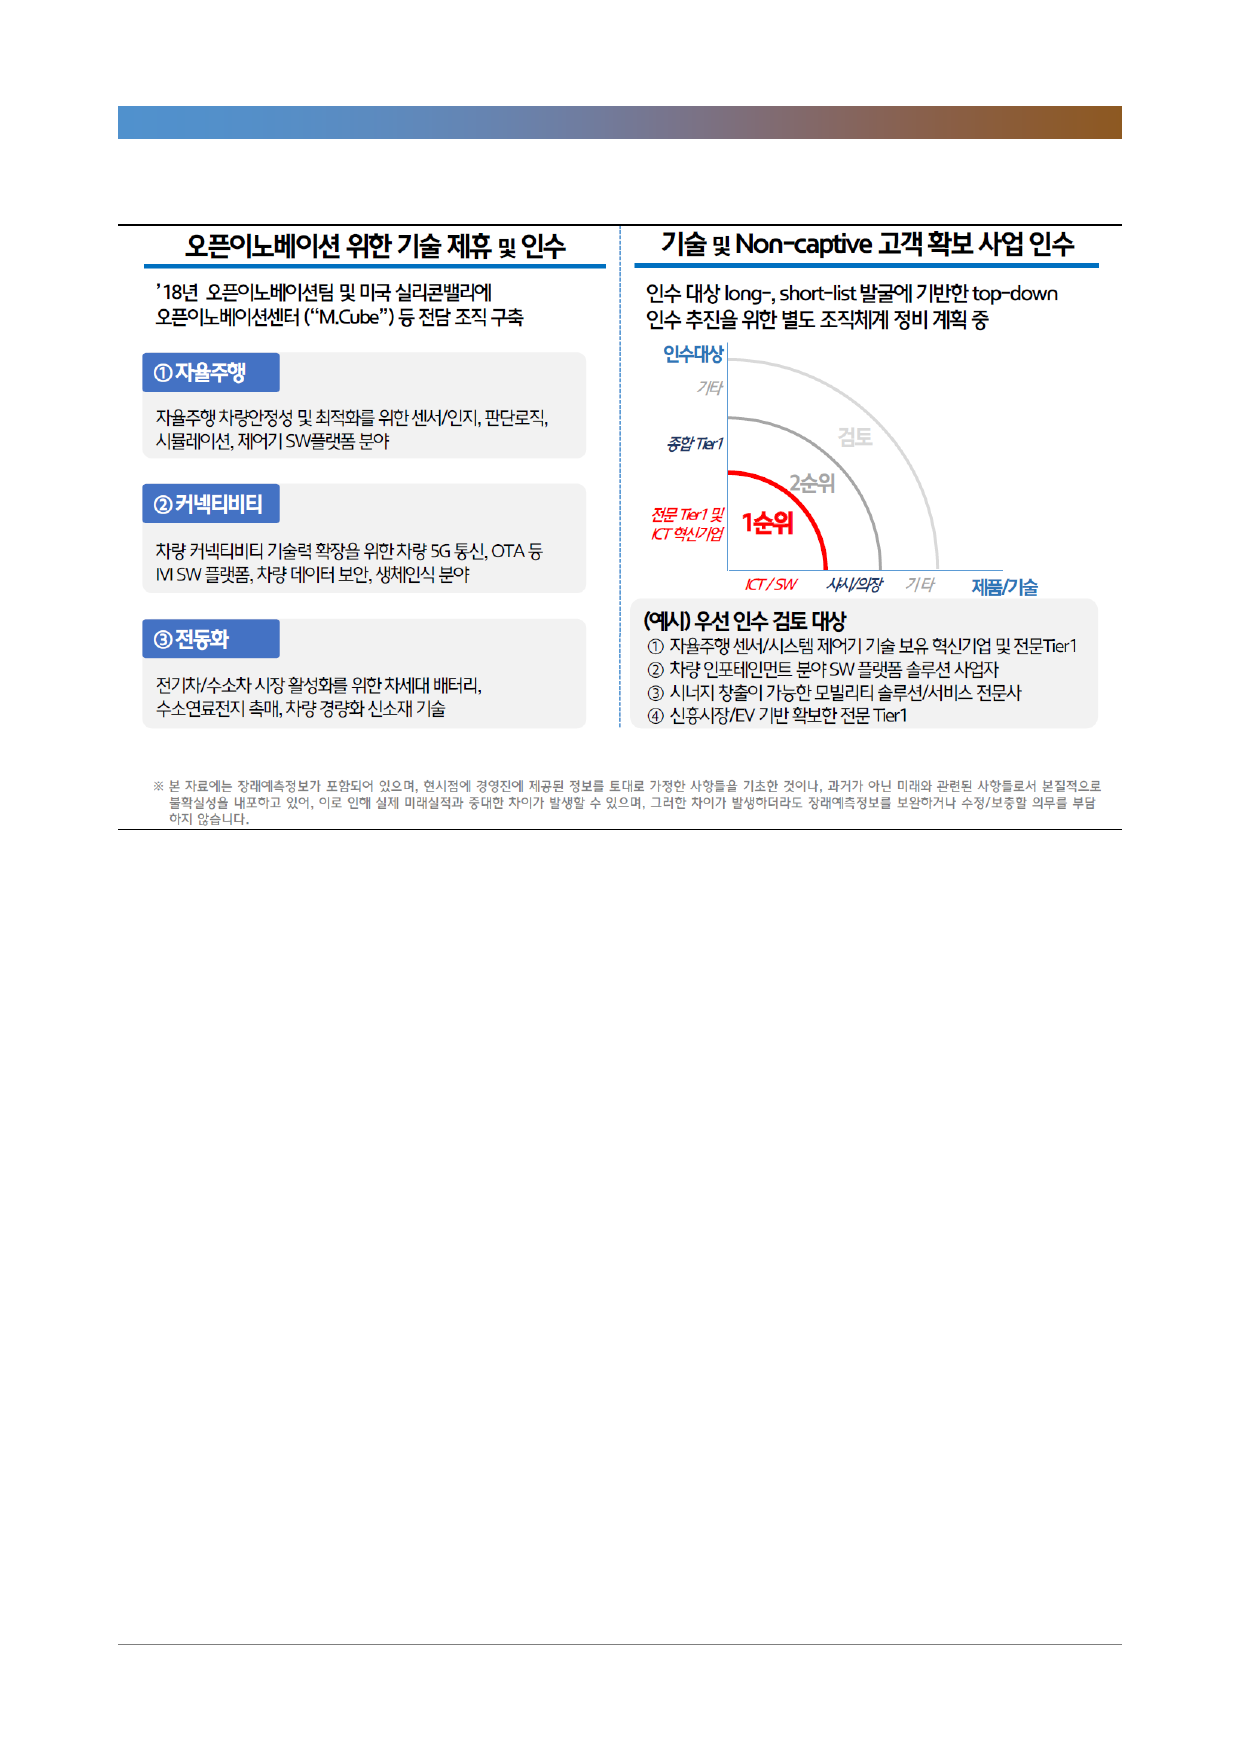 오픈이노베이션 위한 기술 제휴 및 인수
’18년 오픈이노베이션팀 및 미국 실리콘밸리에
오픈이노베이션센터 (“M.Cube”) 등 전담 조직 구축
① 자율주행
자율주행 차량안정성 및 최적화를 위한 센서/인지, 판단로직,
시뮬레이션, 제어기 SW플랫폼 분야
② 커넥티비티
차량 커넥티비티 기술력 확장을 위한 차량 5G 통신, OTA 등
IVI SW 플랫폼, 차량 데이터 보안, 생체인식 분야
③ 전동화
전기차/수소차 시장 활성화를 위한 차세대 배터리,
수소연료전지 촉매, 차량 경량화 신소재 기술
기술 및 Non-captive 고객 확보 사업 인수
인수 대상 long-, short-list 발굴에 기반한 top-down
인수 추진을 위한 별도 조직체계 정비 계획 중
인수대상
기타
검토
종합 Tier1
2순위
전문 Tier1 및
ICT 혁신기업
1순위
ICT / SW
샤시/의장
기타
제품/기술
(예시) 우선 인수 검토 대상
① 자율주행 센서/시스템 제어기 기술 보유 혁신기업 및 전문Tier1
② 차량 인포테인먼트 분야 SW 플랫폼 솔루션 사업자
③ 시너지 창출이 가능한 모빌리티 솔루션/서비스 전문사
④ 신흥시장/EV 기반 확보한 전문 Tier1
※ 본 자료에는 장래예측정보가 포함되어 있으며, 현시점에 경영진에 제공된 정보를 토대로 가정한 사항들을 기초한 것이나, 과거가 아닌 미래와 관련된 사항들로서 본질적으로
불확실성을 내포하고 있어, 이로 인해 실제 미래실적과 중대한 차이가 발생할 수 있으며, 그러한 차이가 발생하더라도 장래예측정보를 보완하거나 수정/보충할 의무를 부담
하지 않습니다.